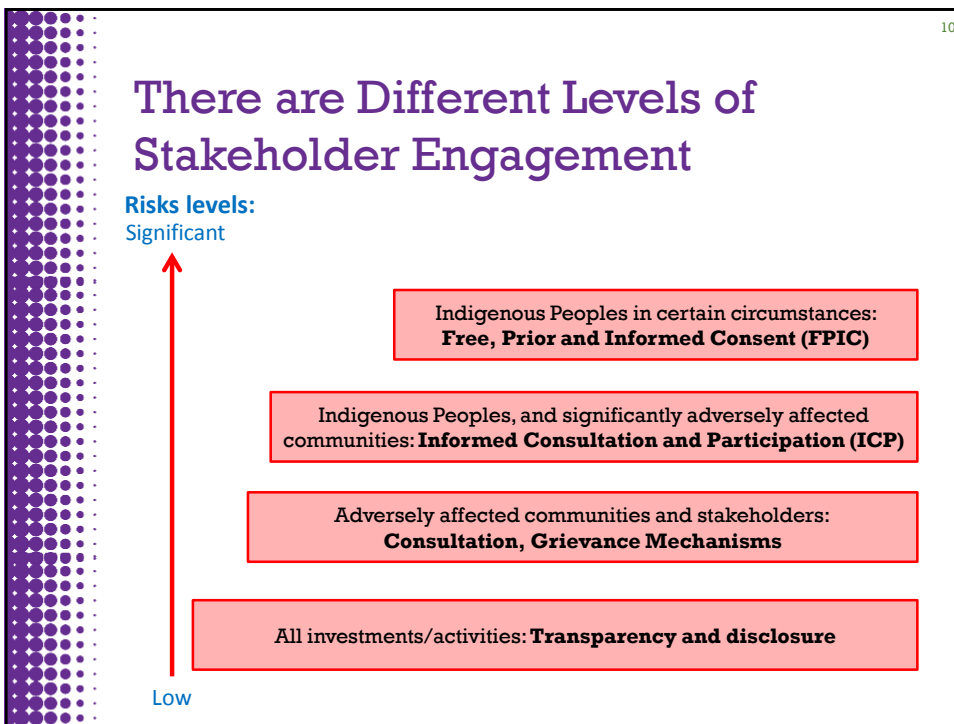 10
There are Different Levels of
Stakeholder Engagement
Risks levels:
Significant
Indigenous Peoples in certain circumstances:
Free, Prior and Informed Consent (FPIC)
Indigenous Peoples, and significantly adversely affected
communities: Informed Consultation and Participation (ICP)
Adversely affected communities and stakeholders:
Consultation, Grievance Mechanisms
All investments/activities: Transparency and disclosure
Low